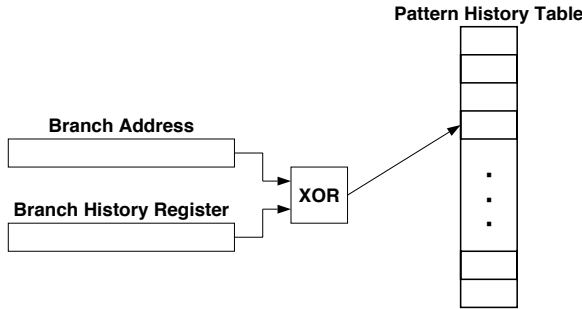 Pattern History Table
Branch Address
Branch History Register
XOR